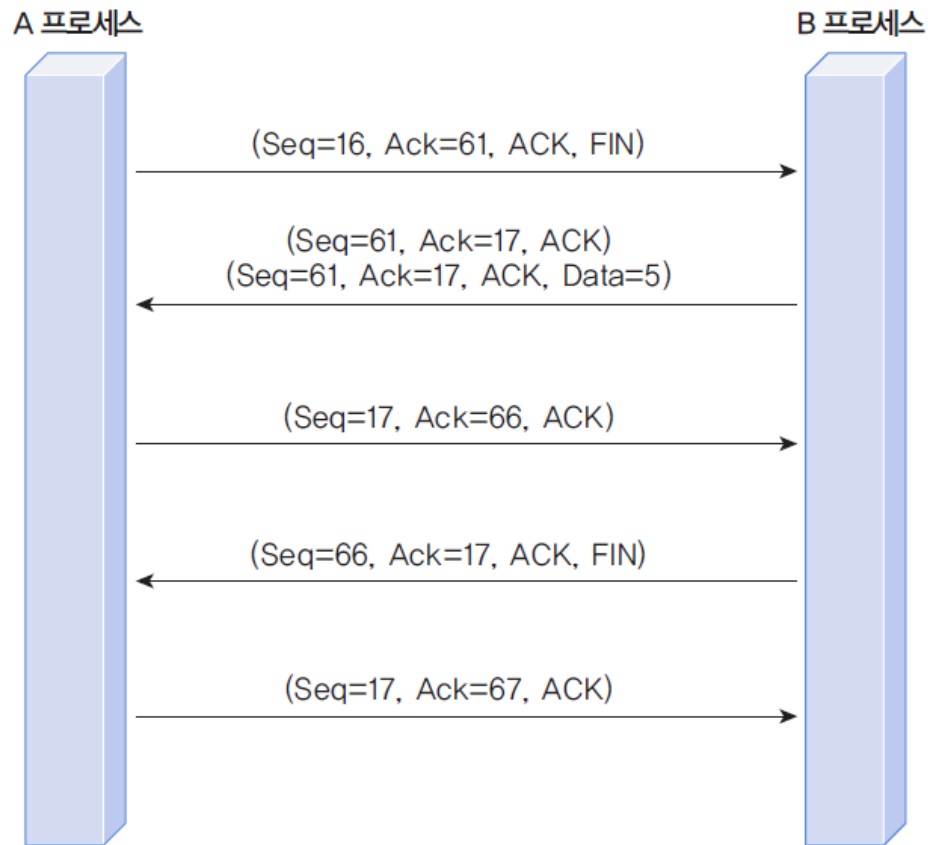 A 프로세스
B 프로세스
(Seq=16, Ack=61, ACK, FIN)
(Seq=61, Ack=17, ACK)
(Seq=61, Ack=17, ACK, Data=5)
(Seq=17, Ack=66, ACK)
(Seq=66, Ack=17, ACK, FIN)
(Seq=17, Ack=67, ACK)